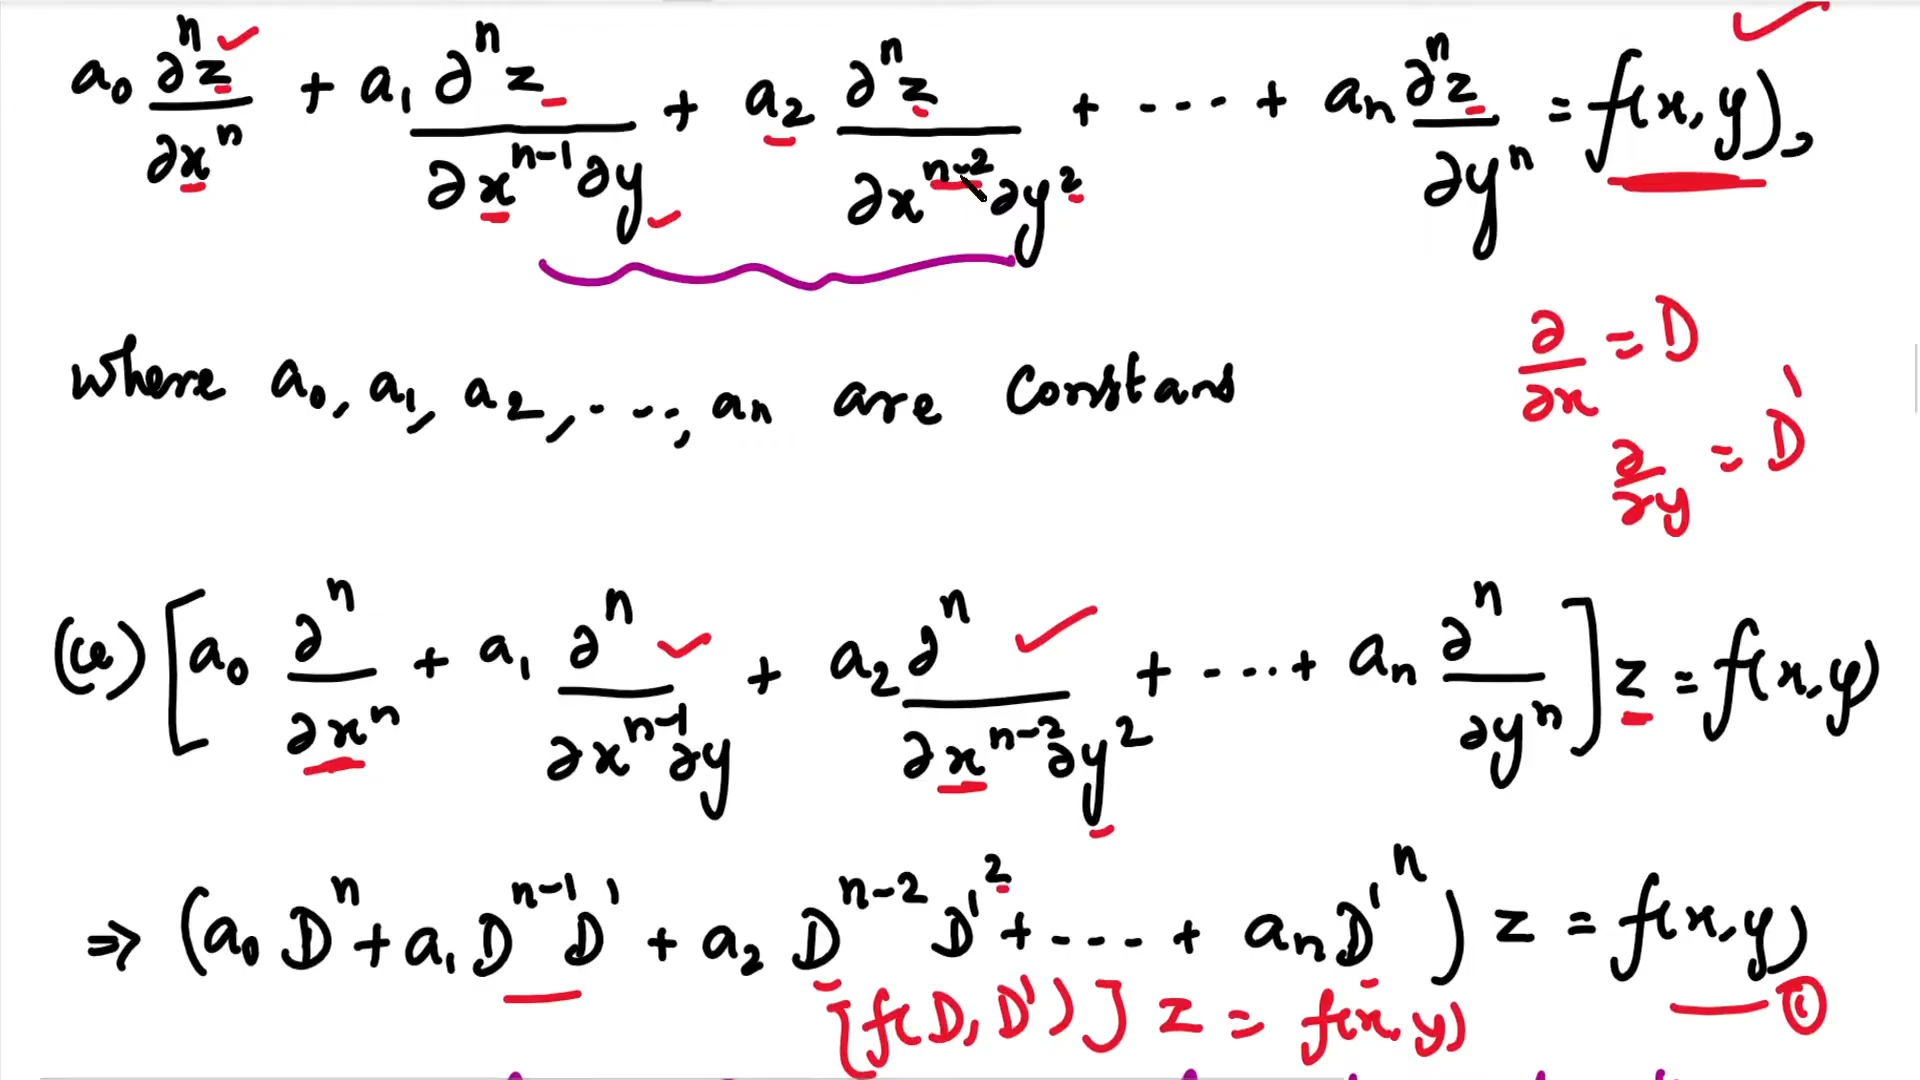 a₀ ∂ⁿz/∂xⁿ + a₁ ∂ⁿz/∂xⁿ⁻¹∂y + a₂ ∂ⁿz/∂xⁿ⁻²∂y² + ---- + aₙ ∂ⁿz/∂yⁿ = f(x,y),
where a₀, a₁, a₂, ..., aₙ are Constans
∂/∂x = D
∂/∂y = D'
(ie) [a₀ ∂ⁿ/∂xⁿ + a₁ ∂ⁿ/∂xⁿ⁻¹∂y + a₂ ∂ⁿ/∂xⁿ⁻²∂y² + ---+ aₙ ∂ⁿ/∂yⁿ] z = f(x,y)
⇒ (a₀ Dⁿ + a₁ Dⁿ⁻¹D' + a₂ Dⁿ⁻²D'² + --- + aₙ D'ⁿ) z = f(x,y) ①
[f(D, D')] z = f(x,y)